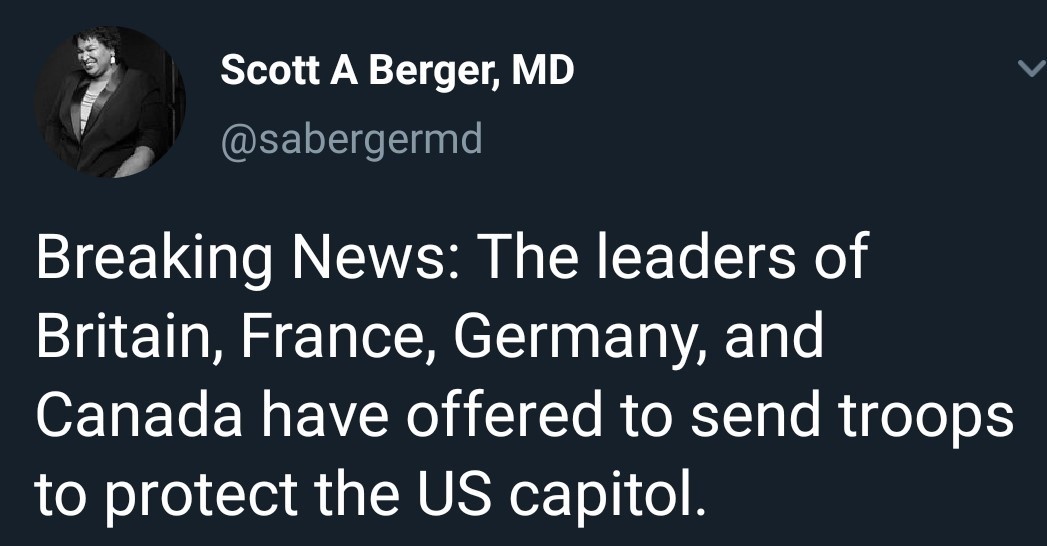 Scott A Berger, MD
@sabergermd
Breaking News: The leaders of
Britain, France, Germany, and
Canada have offered to send troops
to protect the US capitol.